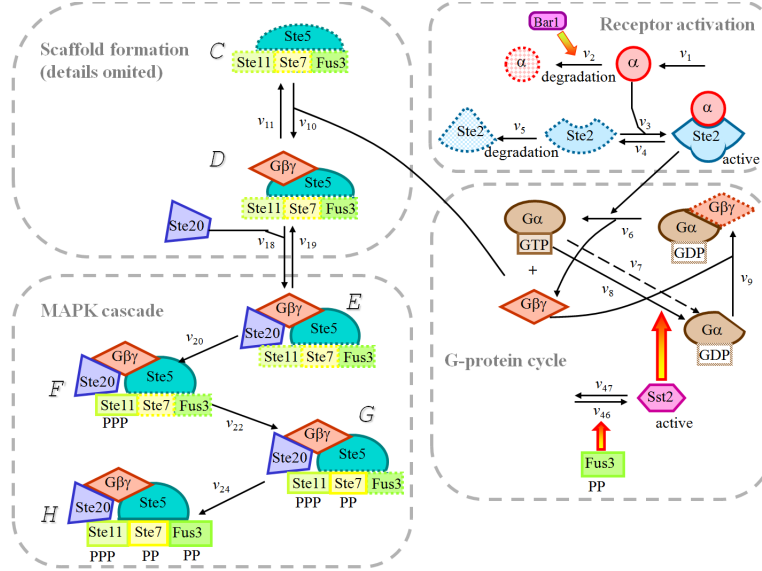 Scaffold formation
(details omited)
C
Ste5
Ste11 Ste7 Fus3
v11
v10
D
Gβγ
Ste5
Ste11 Ste7 Fus3
Ste20
v18
v19
MAPK cascade
E
Gβγ
Ste20
Ste5
Ste11 Ste7 Fus3
v20
F
Gβγ
Ste20
Ste5
Ste11 Ste7 Fus3
PPP
v22
G
Gβγ
Ste20
Ste5
Ste11 Ste7 Fus3
PPP PP
v24
H
Gβγ
Ste20
Ste5
Ste11 Ste7 Fus3
PPP PP PP
Receptor activation
Bar1
α
v2
degradation
α
v1
v3
v4
α
Ste2
active
Ste2
v5
degradation
Ste2
Gα
GTP
+
Gβγ
v6
Gβγ
Gα
GDP
v7
v8
v9
Gα
GDP
G-protein cycle
v47
v46
Sst2
active
Fus3
PP